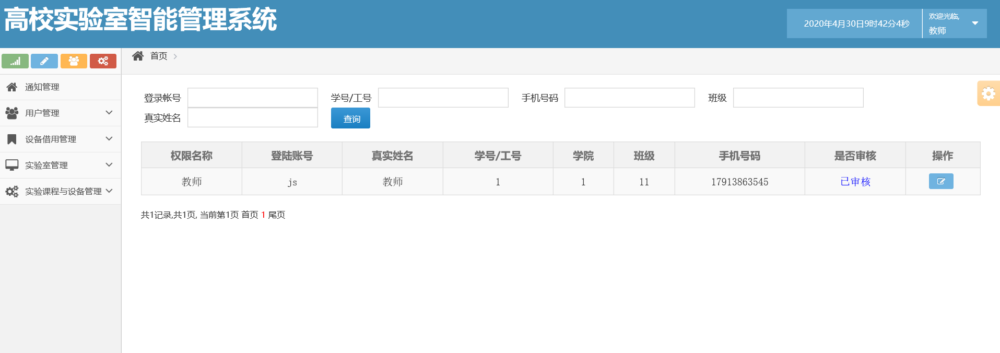 高校实验室智能管理系统
2020年4月30日9时42分4秒
欢迎光临,
教师
首页
通知管理
用户管理
设备借用管理
实验室管理
实验课程与设备管理
登录帐号 学号/工号 手机号码 班级
真实姓名 查询
权限名称 登陆账号 真实姓名 学号/工号 学院 班级 手机号码 是否审核 操作
教师 js 教师 1 1 11 17913863545 已审核
共1记录,共1页, 当前第1页 首页 1 尾页